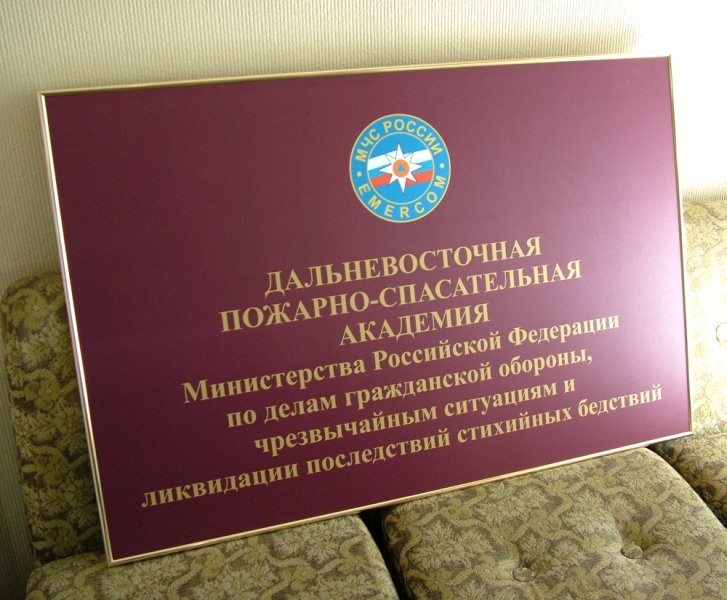 МЧС РОССИИ
EMERCOM
ДАЛЬНЕВОСТОЧНАЯ
ПОЖАРНО-СПАСАТЕЛЬНАЯ
АКАДЕМИЯ
Министерства Российской Федерации
по делам гражданской обороны,
чрезвычайным ситуациям и
ликвидации последствий стихийных бедствий